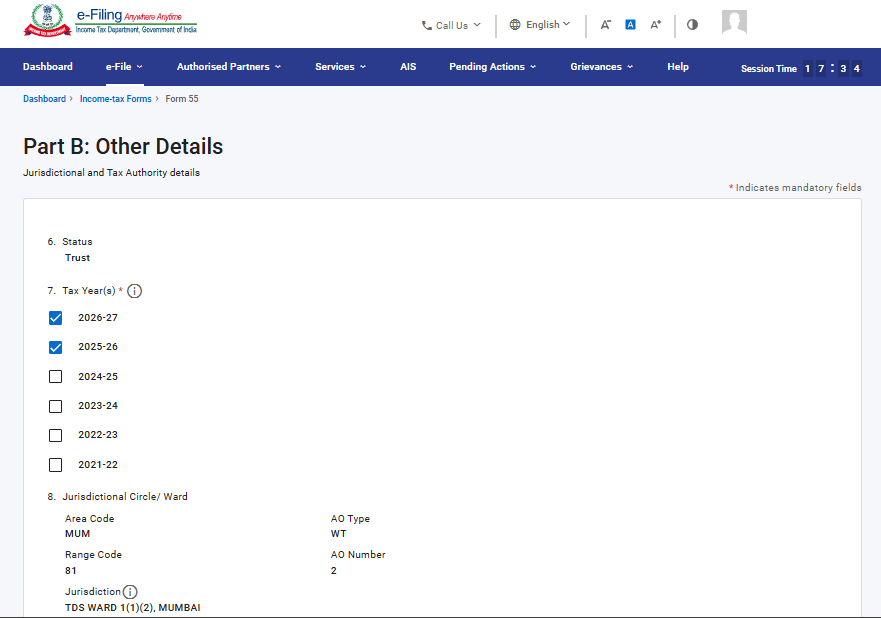 e-Filing Anywhere Anytime
Income Tax Department, Government of India
INCOME TAX DEPARTMENT
Call Us
English
A-
A
A+
Dashboard e-File Authorised Partners Services AIS Pending Actions Grievances Help Session Time 1 7 : 3 4
Dashboard > Income-tax Forms > Form 55
Part B: Other Details
Jurisdictional and Tax Authority details
* Indicates mandatory fields
6. Status
Trust
7. Tax Year(s) *
2026-27
2025-26
2024-25
2023-24
2022-23
2021-22
8. Jurisdictional Circle/ Ward
Area Code AO Type
MUM WT
Range Code AO Number
81 2
Jurisdiction
TDS WARD 1(1)(2), MUMBAI